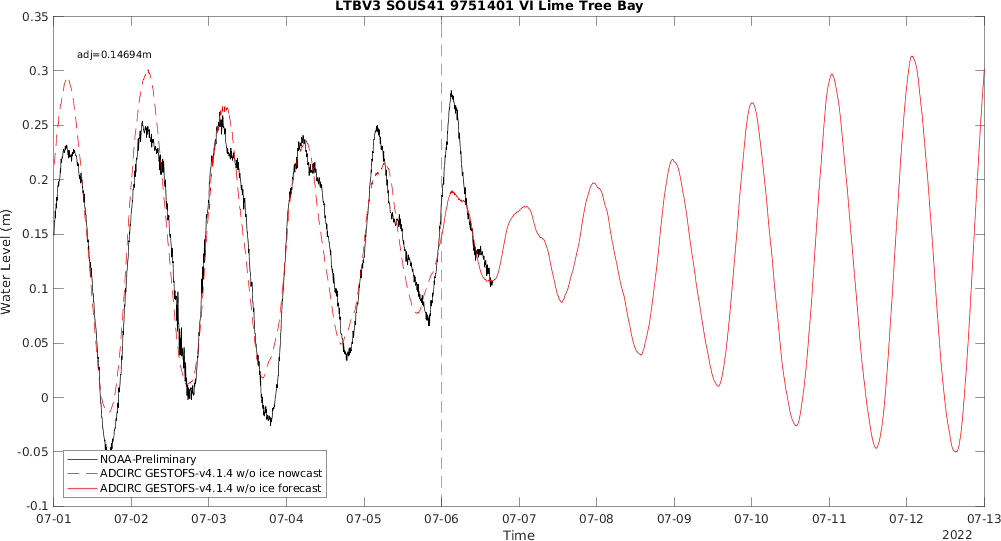 LTBV3 SOUS41 9751401 VI Lime Tree Bay
adj=0.14694m
0.35
0.3
0.25
0.2
0.15
0.1
0.05
0
-0.05
-0.1
Water Level (m)
NOAA-Preliminary
ADCIRC GESTOFS-v4.1.4 w/o ice nowcast
ADCIRC GESTOFS-v4.1.4 w/o ice forecast
07-01 07-02 07-03 07-04 07-05 07-06 07-07 07-08 07-09 07-10 07-11 07-12 07-13
Time
2022